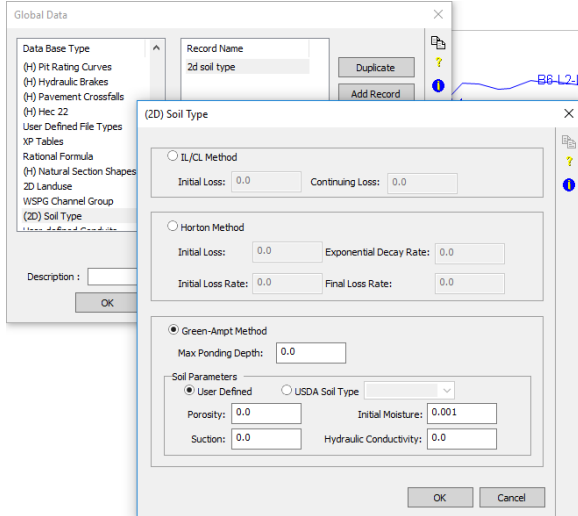 Global Data
Data Base Type
(H) Pit Rating Curves
(H) Hydraulic Brakes
(H) Pavement Crossfalls
(H) Hec 22
User Defined File Types
XP Tables
Rational Formula
(H) Natural Section Shapes
2D Landuse
WSPG Channel Group
(2D) Soil Type
User-defined Conduits
Record Name
2d soil type
Duplicate
Add Record
Description :
OK
B6 L2-
(2D) Soil Type
IL/CL Method
Initial Loss: 0.0 Continuing Loss: 0.0
Horton Method
Initial Loss: 0.0 Exponential Decay Rate: 0.0
Initial Loss Rate: 0.0 Final Loss Rate: 0.0
Green-Ampt Method
Max Ponding Depth: 0.0
Soil Parameters
User Defined USDA Soil Type
Porosity: 0.0 Initial Moisture: 0.001
Suction: 0.0 Hydraulic Conductivity: 0.0
OK Cancel